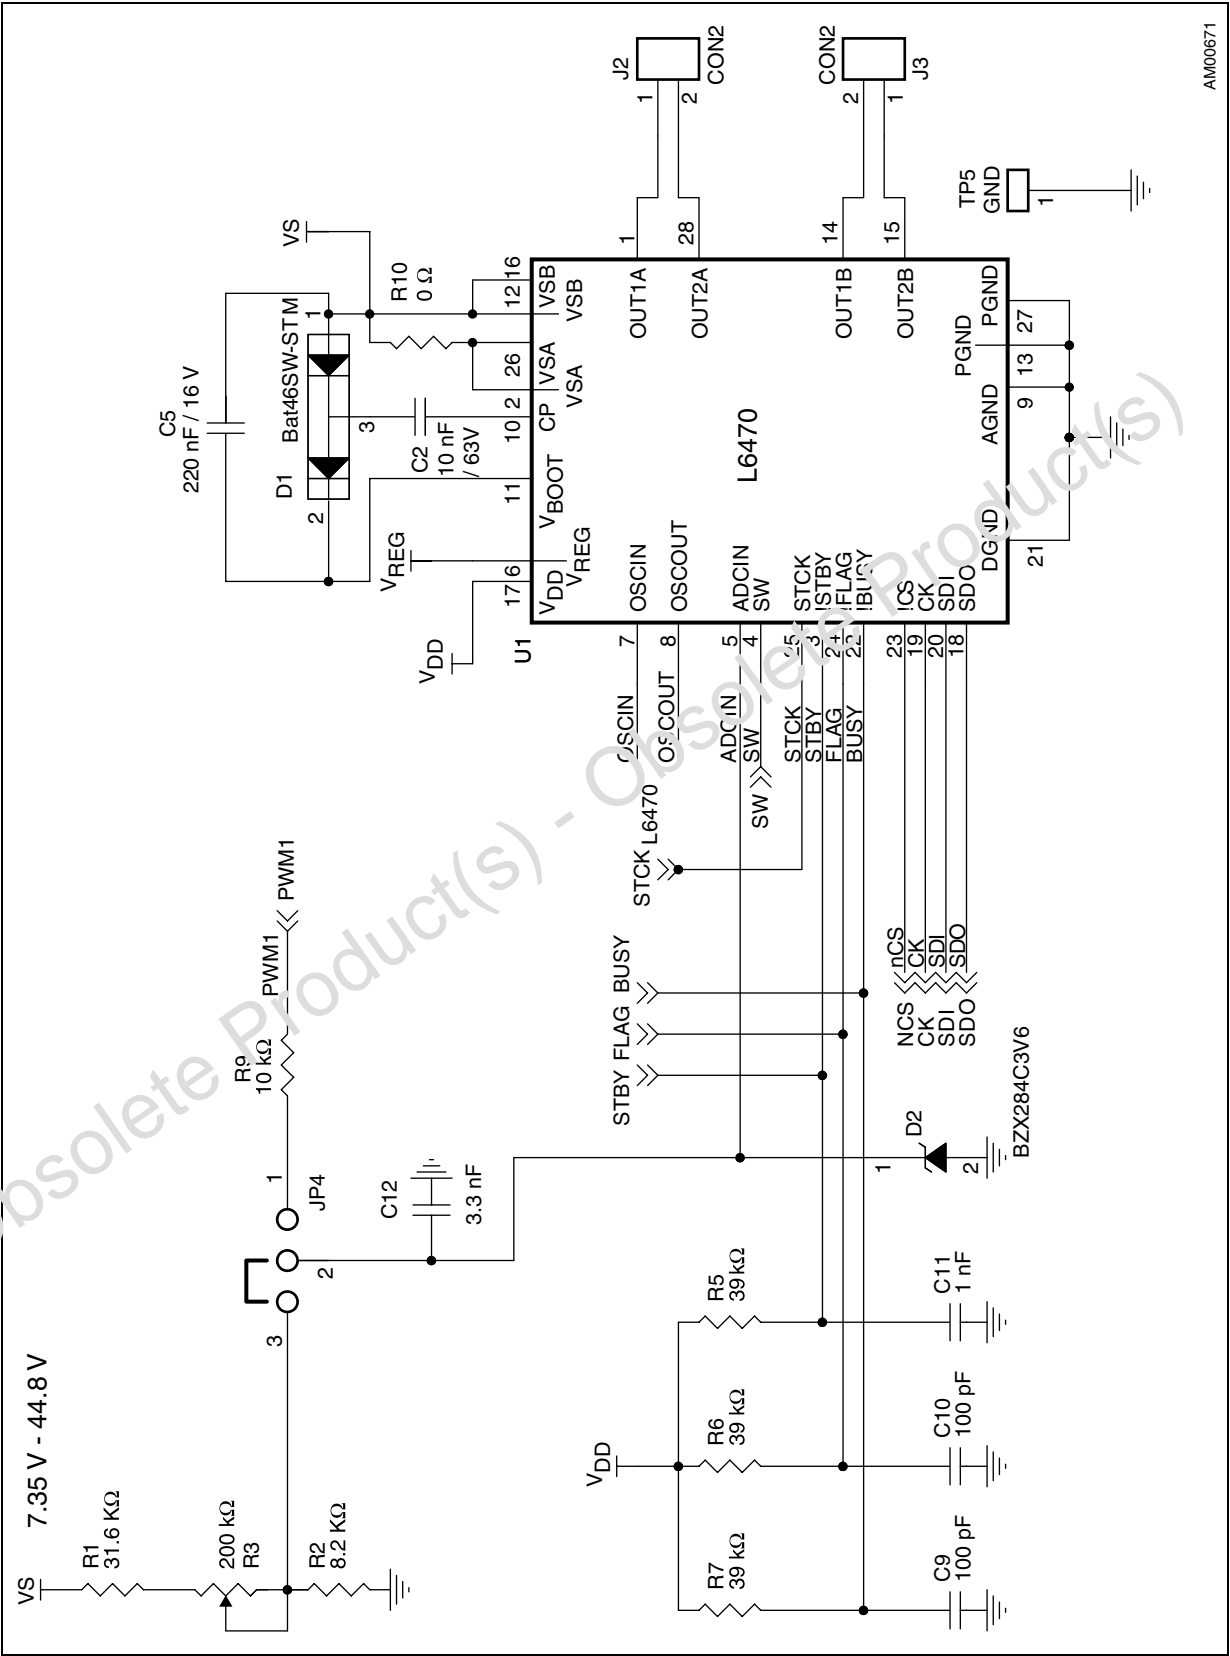 7.35 V - 44.8 V
VS
R1
31.6 KΩ
200 kΩ
R3
R2
8.2 KΩ
3
2
1
JP4
R9
10 kΩ
PWM1
PWM1
C12
3.3 nF
VDD
R7
39 kΩ
R6
39 kΩ
R5
39 kΩ
C9
100 pF
C10
100 pF
C11
1 nF
1
D2
2
BZX284C3V6
STBY
FLAG
BUSY
STCK
L6470
SW
NCS
CK
SDI
SDO
nCS
CK
SDI
SDO
OSCIN
OSCOUT
ADCIN
SW
STCK
STBY
FLAG
BUSY
7
8
5
4
25
3
24
22
23
19
20
18
U1
OSCIN
OSCOUT
ADCIN
SW
STCK
!STBY
!FLAG
!BUSY
!CS
CK
SDI
SDO
L6470
VDD
VREG
17
6
11
10
2
26
12
16
VDD
VREG
VBOOT
CP
VSA
VSA
VSB
VSB
C5
220 nF / 16 V
D1
Bat46SW-STM
2
3
1
C2
10 nF
/ 63V
VS
R10
0 Ω
OUT1A
OUT2A
OUT1B
OUT2B
1
28
14
15
J2
CON2
1
2
CON2
J3
2
1
DGND
AGND
PGND
PGND
21
9
13
27
TP5
GND
1
AM00671
Obsolete Product(s) - Obsolete Product(s)